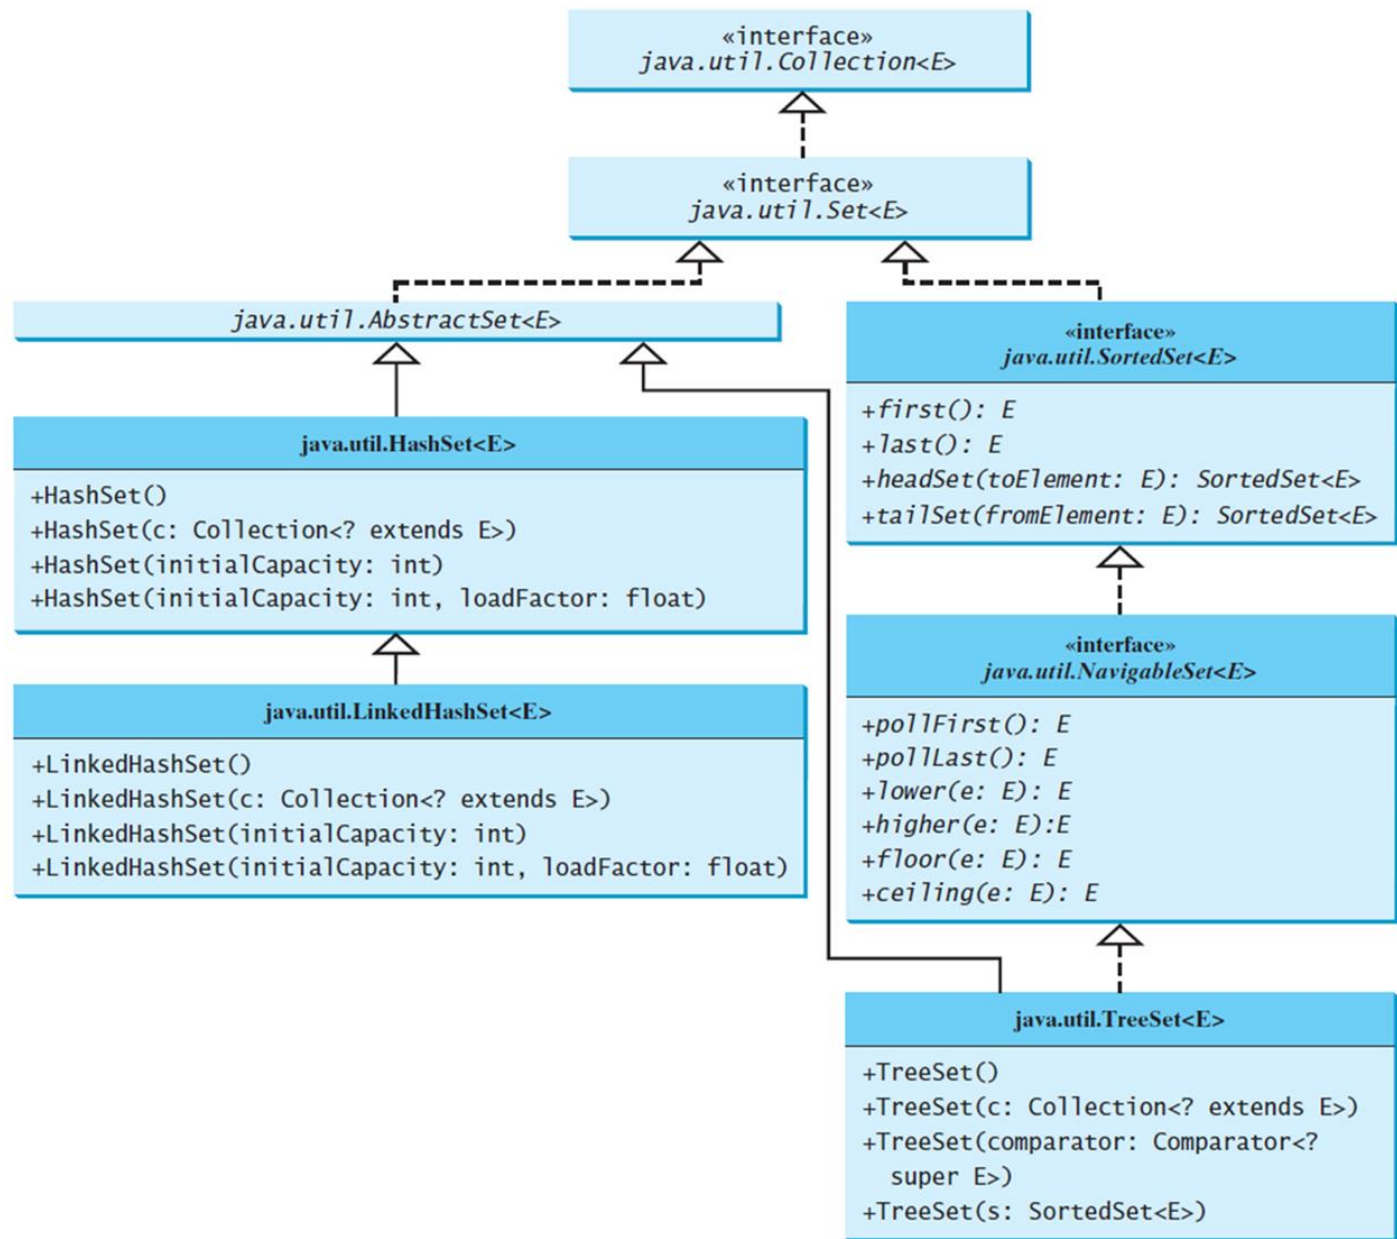 «interface»
java.util.Collection<E>
«interface»
java.util.Set<E>
java.util.AbstractSet<E>
«interface»
java.util.SortedSet<E>
+first(): E
+last(): E
+headSet(toElement: E): SortedSet<E>
+tailSet(fromElement: E): SortedSet<E>
java.util.HashSet<E>
+HashSet()
+HashSet(c: Collection<? extends E>)
+HashSet(initialCapacity: int)
+HashSet(initialCapacity: int, loadFactor: float)
«interface»
java.util.NavigableSet<E>
+pollFirst(): E
+pollLast(): E
+lower(e: E): E
+higher(e: E):E
+floor(e: E): E
+ceiling(e: E): E
java.util.LinkedHashSet<E>
+LinkedHashSet()
+LinkedHashSet(c: Collection<? extends E>)
+LinkedHashSet(initialCapacity: int)
+LinkedHashSet(initialCapacity: int, loadFactor: float)
java.util.TreeSet<E>
+TreeSet()
+TreeSet(c: Collection<? extends E>)
+TreeSet(comparator: Comparator<?
super E>)
+TreeSet(s: SortedSet<E>)